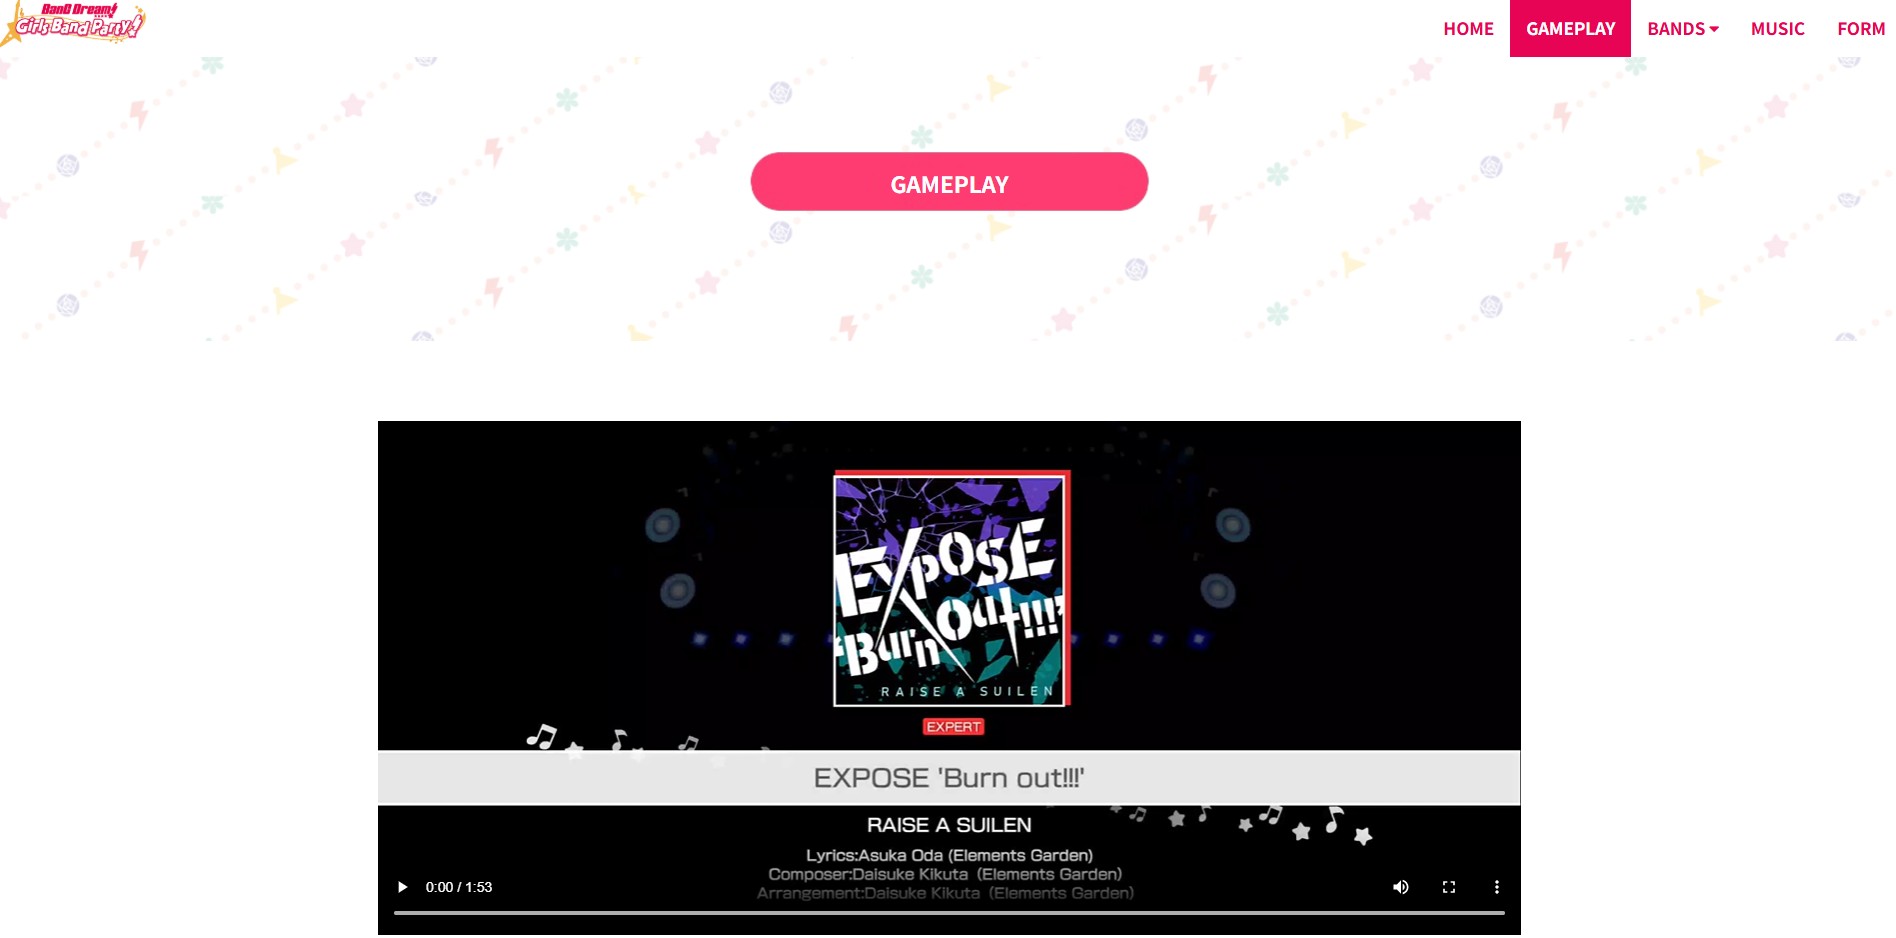 BanG Dream!
Girls Band Party!
HOME
GAMEPLAY
BANDS
MUSIC
FORM
GAMEPLAY
EXPOSE
'Burn Out!!!'
RAISE A SUILEN
EXPERT
EXPOSE 'Burn out!!!'
RAISE A SUILEN
Lyrics:Asuka Oda (Elements Garden)
Composer:Daisuke Kikuta (Elements Garden)
Arrangement:Daisuke Kikuta (Elements Garden)
0:00 / 1:53